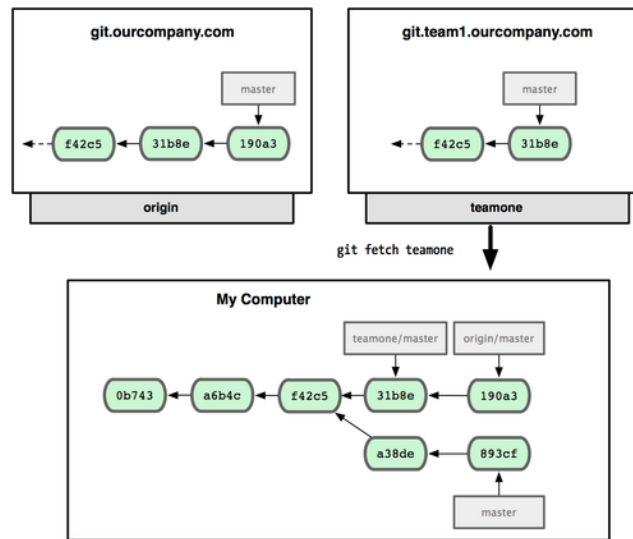 git.ourcompany.com
master
f42c5 31b8e 190a3
origin
git.team1.ourcompany.com
master
f42c5 31b8e
teamone
git fetch teamone
My Computer
teamone/master origin/master
0b743 a6b4c f42c5 31b8e 190a3
a38de 893cf
master